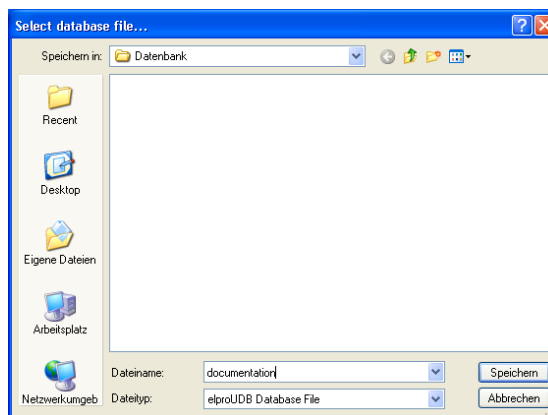 Select database file...
Speichern in:
Datenbank
Recent
Desktop
Eigene Dateien
Arbeitsplatz
Netzwerkumgeb
Dateiname:
documentation
Speichern
Dateityp:
elproUDB Database File
Abbrechen